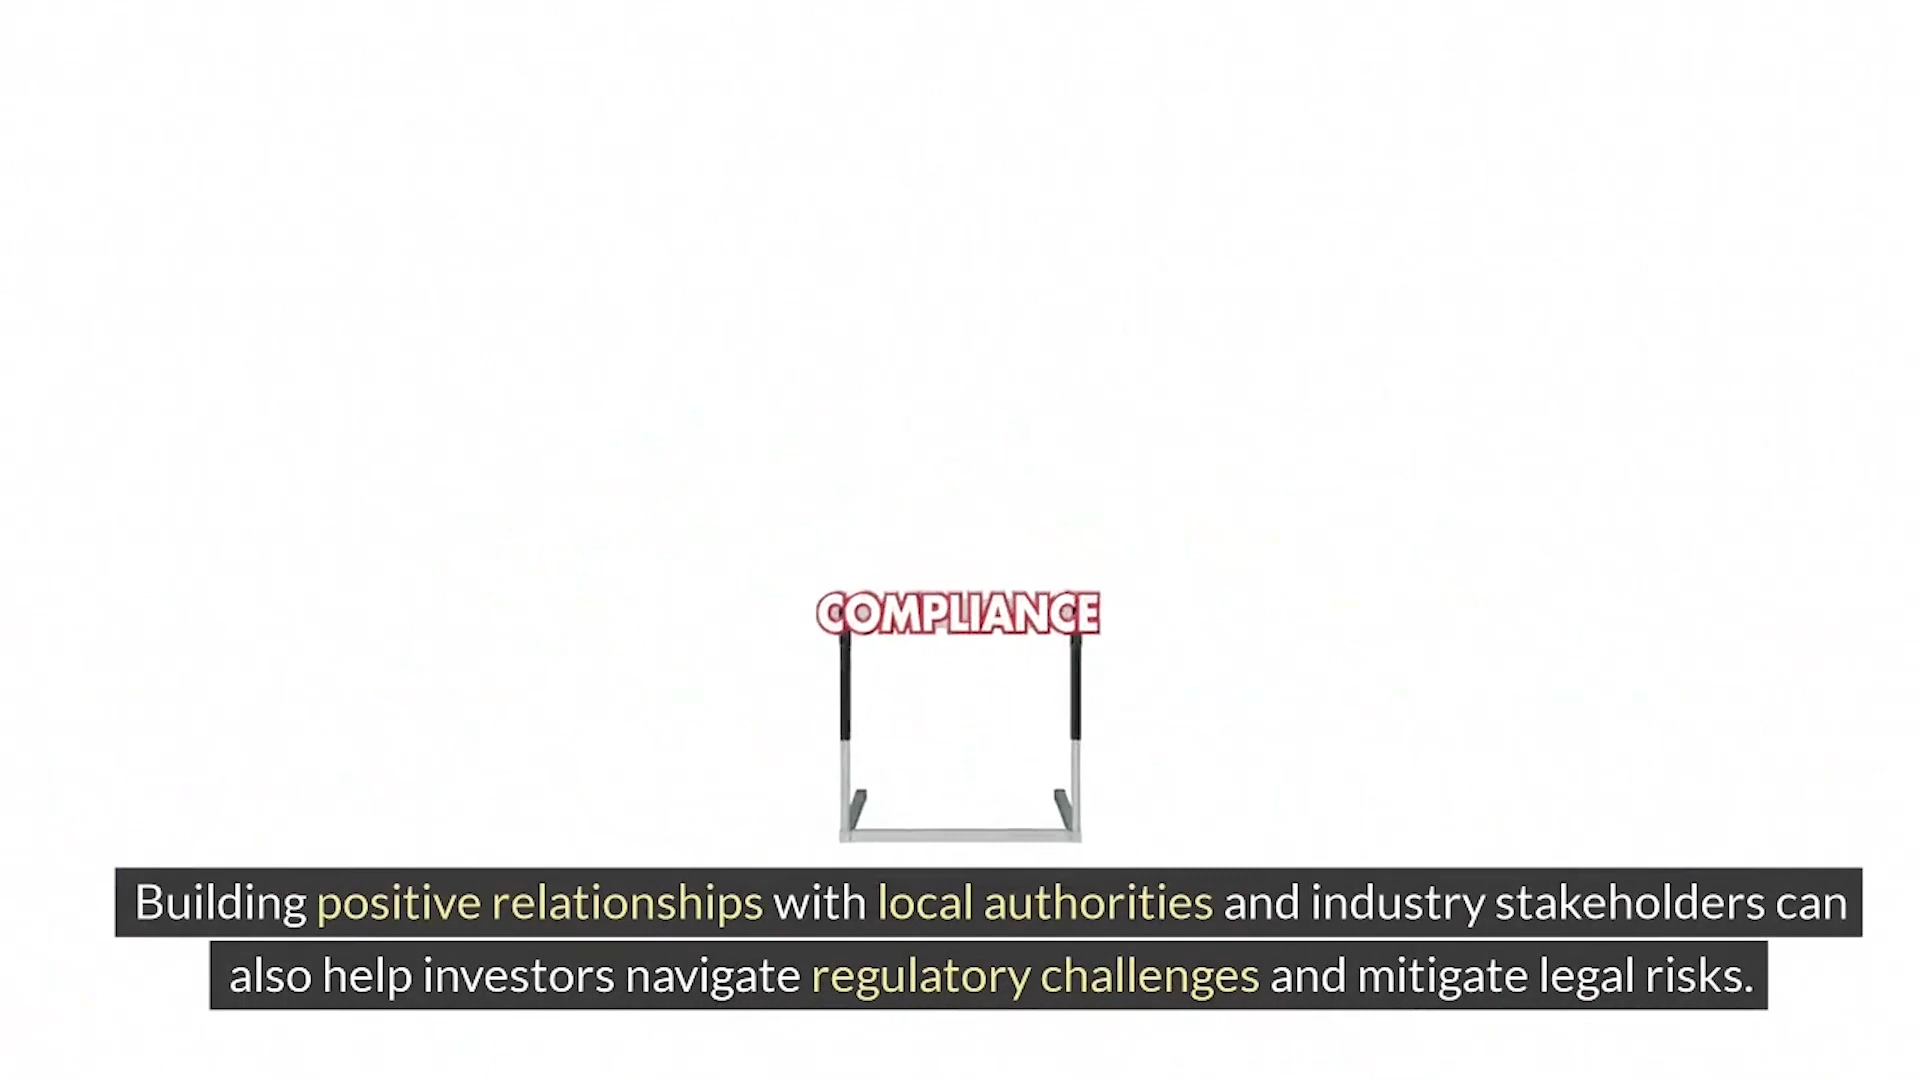 COMPLIANCE
Building positive relationships with local authorities and industry stakeholders can
also help investors navigate regulatory challenges and mitigate legal risks.